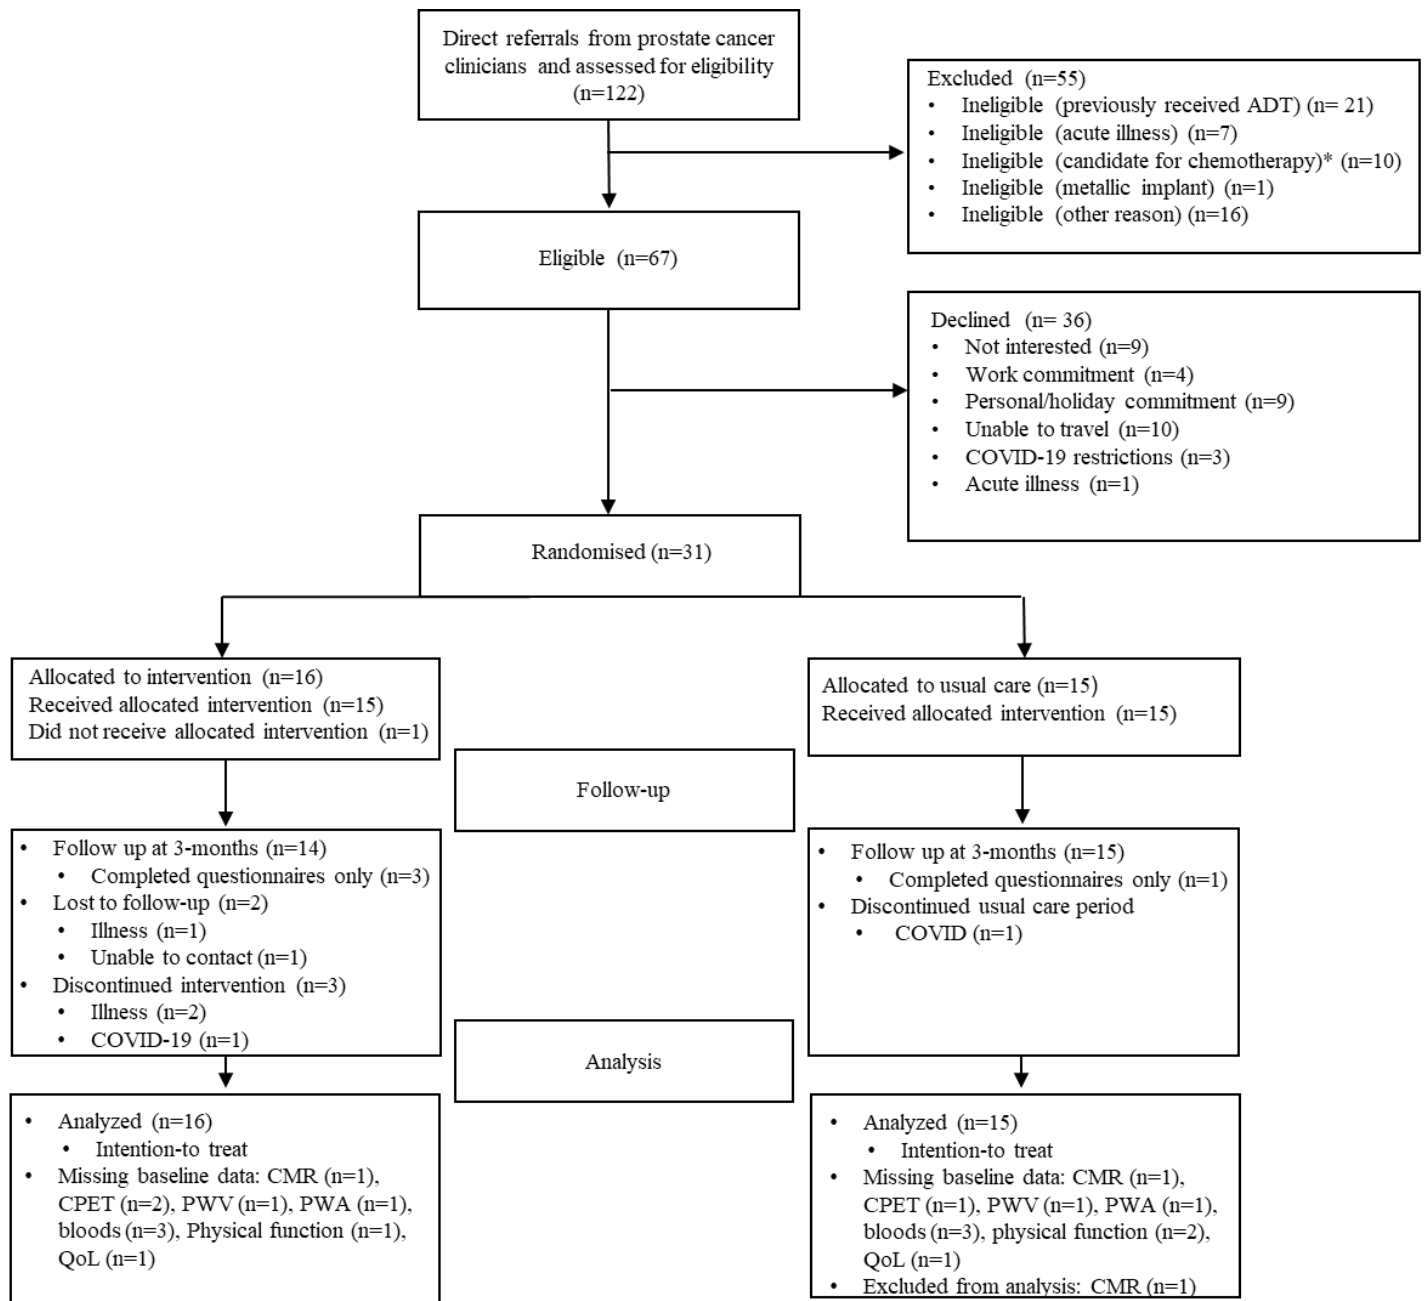 Direct referrals from prostate cancer
clinicians and assessed for eligibility
(n=122)
Excluded (n=55)
• Ineligible (previously received ADT) (n= 21)
• Ineligible (acute illness) (n=7)
• Ineligible (candidate for chemotherapy)* (n=10)
• Ineligible (metallic implant) (n=1)
• Ineligible (other reason) (n=16)
Eligible (n=67)
Declined (n= 36)
• Not interested (n=9)
• Work commitment (n=4)
• Personal/holiday commitment (n=9)
• Unable to travel (n=10)
• COVID-19 restrictions (n=3)
• Acute illness (n=1)
Randomised (n=31)
Allocated to intervention (n=16)
Received allocated intervention (n=15)
Did not receive allocated intervention (n=1)
Allocated to usual care (n=15)
Received allocated intervention (n=15)
Follow-up
• Follow up at 3-months (n=14)
• Completed questionnaires only (n=3)
• Lost to follow-up (n=2)
• Illness (n=1)
• Unable to contact (n=1)
• Discontinued intervention (n=3)
• Illness (n=2)
• COVID-19 (n=1)
• Follow up at 3-months (n=15)
• Completed questionnaires only (n=1)
• Discontinued usual care period
• COVID (n=1)
Analysis
• Analyzed (n=16)
• Intention-to treat
• Missing baseline data: CMR (n=1),
CPET (n=2), PWV (n=1), PWA (n=1),
bloods (n=3), Physical function (n=1),
QoL (n=1)
• Analyzed (n=15)
• Intention-to treat
• Missing baseline data: CMR (n=1),
CPET (n=1), PWV (n=1), PWA (n=1),
bloods (n=3), physical function (n=2),
QoL (n=1)
• Excluded from analysis: CMR (n=1)